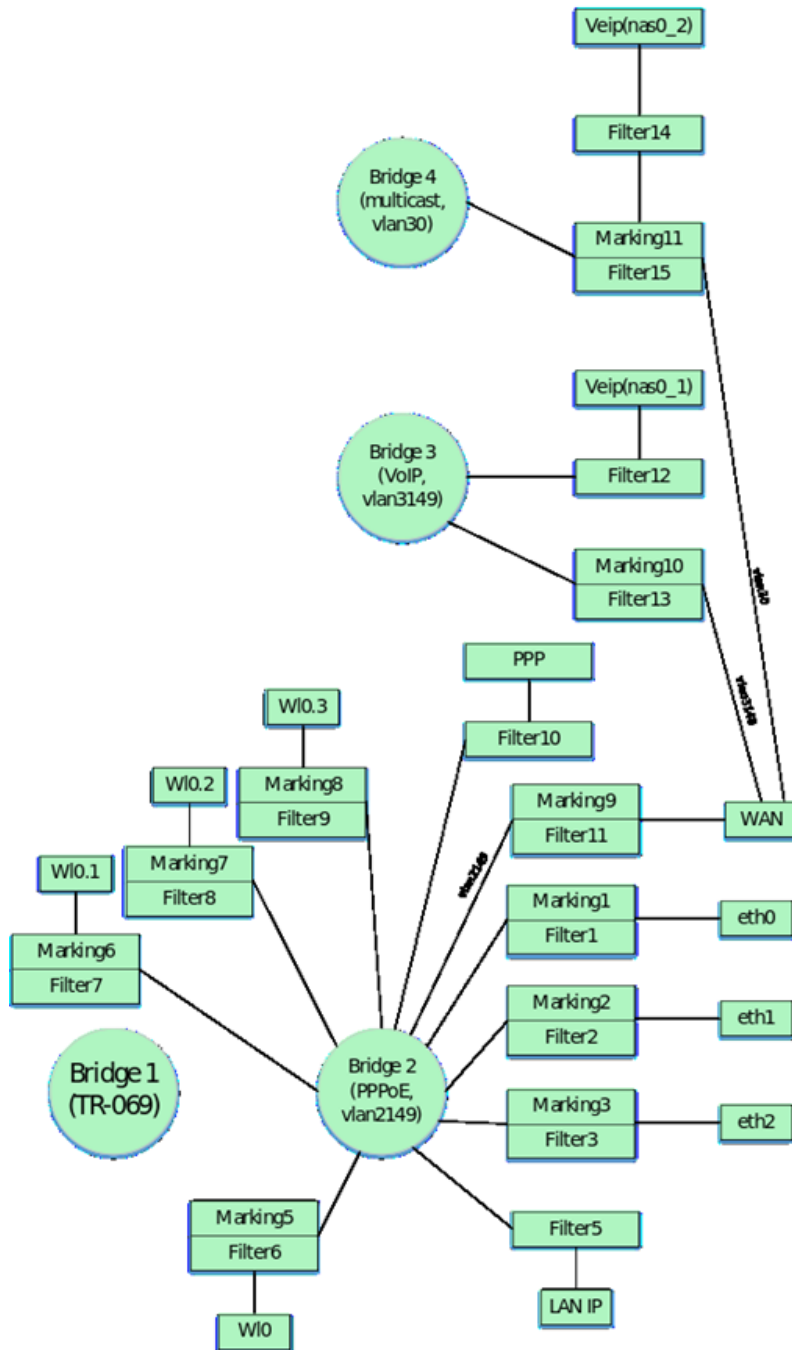 Veip(nas0_2)
Filter14
Bridge 4
(multicast,
vlan30)
Marking11
Filter15
Veip(nas0_1)
Bridge 3
(VoIP,
vlan3149)
Filter12
Marking10
Filter13
vlan30
vlan3149
PPP
Filter10
Wl0.3
Marking8
Filter9
Wl0.2
Marking7
Filter8
Wl0.1
Marking6
Filter7
Marking9
Filter11
WAN
vlan2149
Marking1
Filter1
eth0
Marking2
Filter2
eth1
Bridge 1
(TR-069)
Bridge 2
(PPPoE,
vlan2149)
Marking3
Filter3
eth2
Marking5
Filter6
Wl0
Filter5
LAN IP